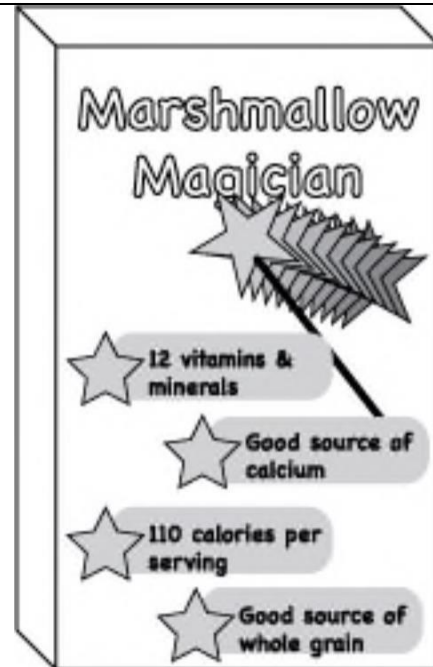 Marshmallow
Magician
12 vitamins &
minerals
Good source of
calcium
110 calories per
serving
Good source of
whole grain